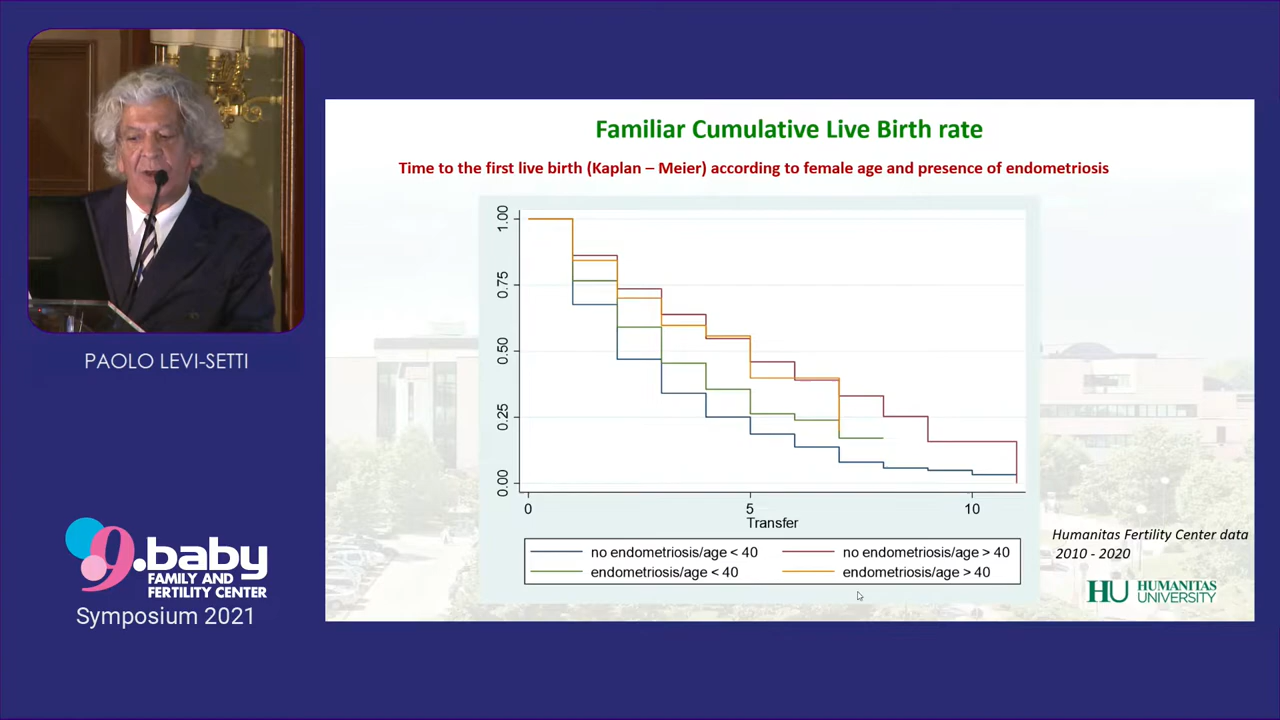 PAOLO LEVI-SETTI
9.baby
FAMILY AND
FERTILITY CENTER
Symposium 2021
Familiar Cumulative Live Birth rate
Time to the first live birth (Kaplan – Meier) according to female age and presence of endometriosis
1.00
0.75
0.50
0.25
0.00
0 5 10
Transfer
no endometriosis/age < 40 no endometriosis/age > 40
endometriosis/age < 40 endometriosis/age > 40
Humanitas Fertility Center data
2010 - 2020
HU HUMANITAS
UNIVERSITY